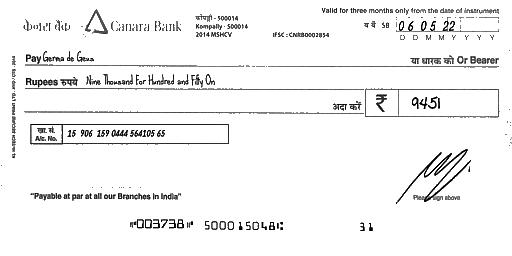 Valid for three months only from the date of instrument
केनरा बैंक Canara Bank
कोंपल्ली - 500014
Kompally - 500014
2014 MSHCV
IFSC : CNRB0002854
SB 06 05 22
D D M M Y Y Y Y
Pay Gerna de Geus या धारक को Or Bearer
Rupees रुपये Nine Thousand For Hundred and Fifty On
अदा करें ₹ 9451
खा. सं.
A/c. No. 15 906 159 0444 564105 65
Please sign above
"Payable at par at all our Branches in India"
⑈003738⑈ 500015048⑆ 31